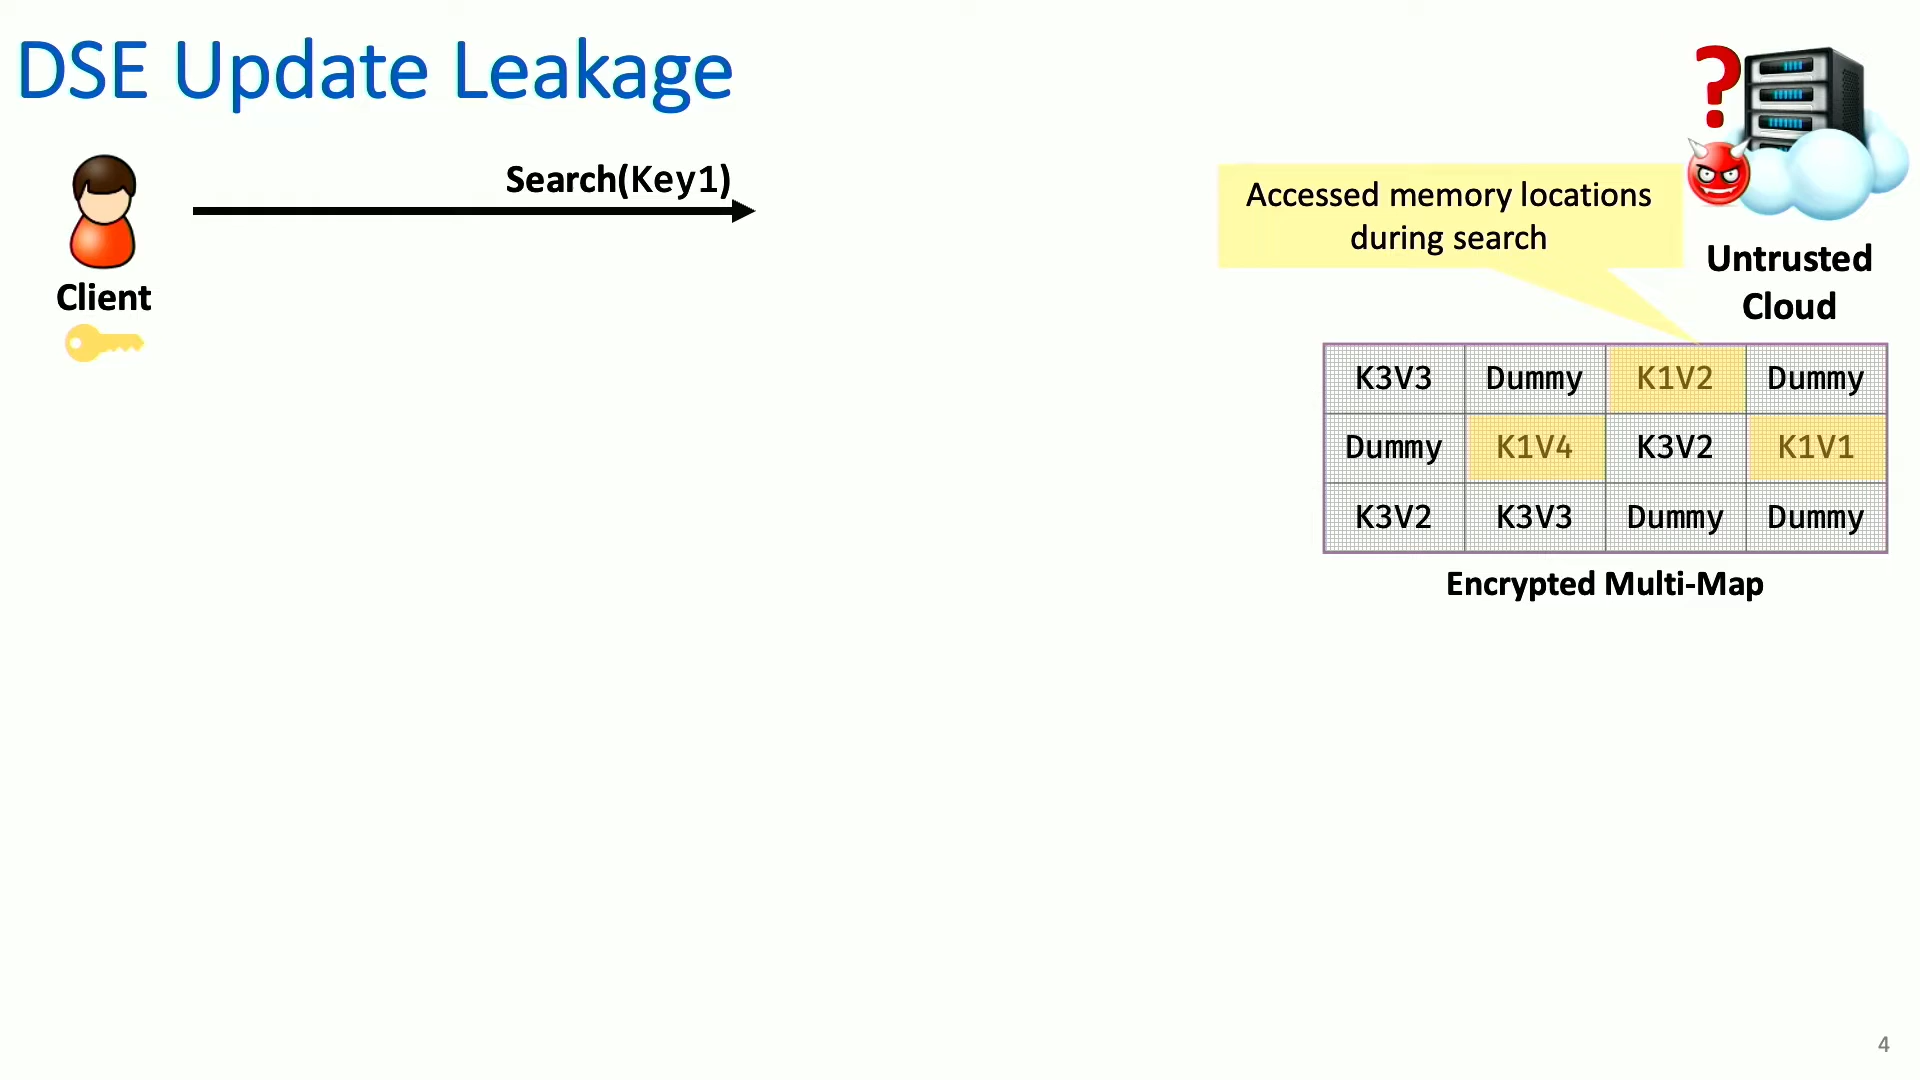 DSE Update Leakage
?
Search(Key1)
Accessed memory locations
during search
Client
Untrusted
Cloud
K3V3 Dummy K1V2 Dummy
Dummy K1V4 K3V2 K1V1
K3V2 K3V3 Dummy Dummy
Encrypted Multi-Map
4